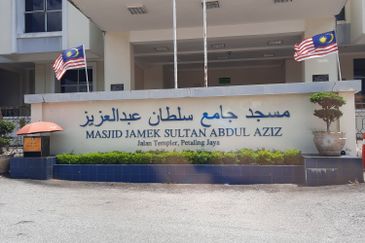 مسجد جامع سلطان عبدالعزيز
MASJID JAMEK SULTAN ABDUL AZIZ
Jalan Templer, Petaling Jaya